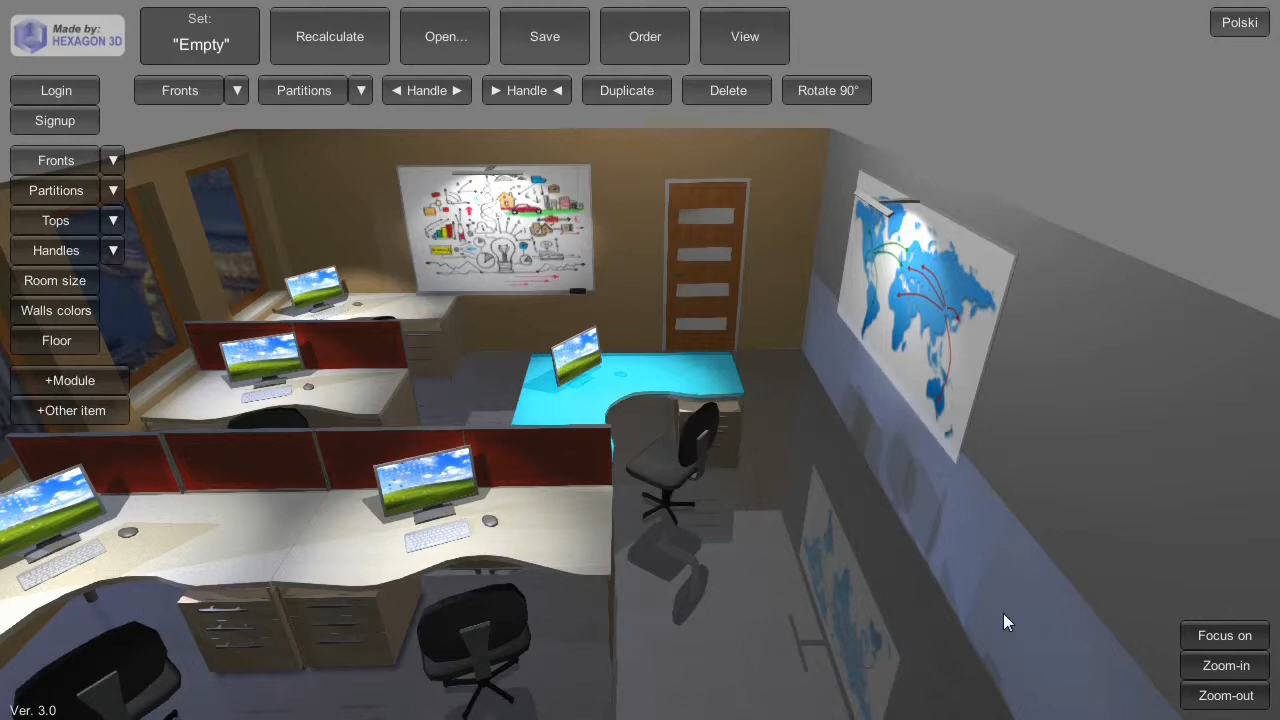 Made by:
HEXAGON 3D
Set:
"Empty"
Recalculate
Open...
Save
Order
View
Polski
Login
Signup
Fronts ▼
Partitions ▼
◄ Handle ►
► Handle ◄
Duplicate
Delete
Rotate 90°
Fronts ▼
Partitions ▼
Tops ▼
Handles ▼
Room size
Walls colors
Floor
+Module
+Other item
Focus on
Zoom-in
Zoom-out
Ver. 3.0